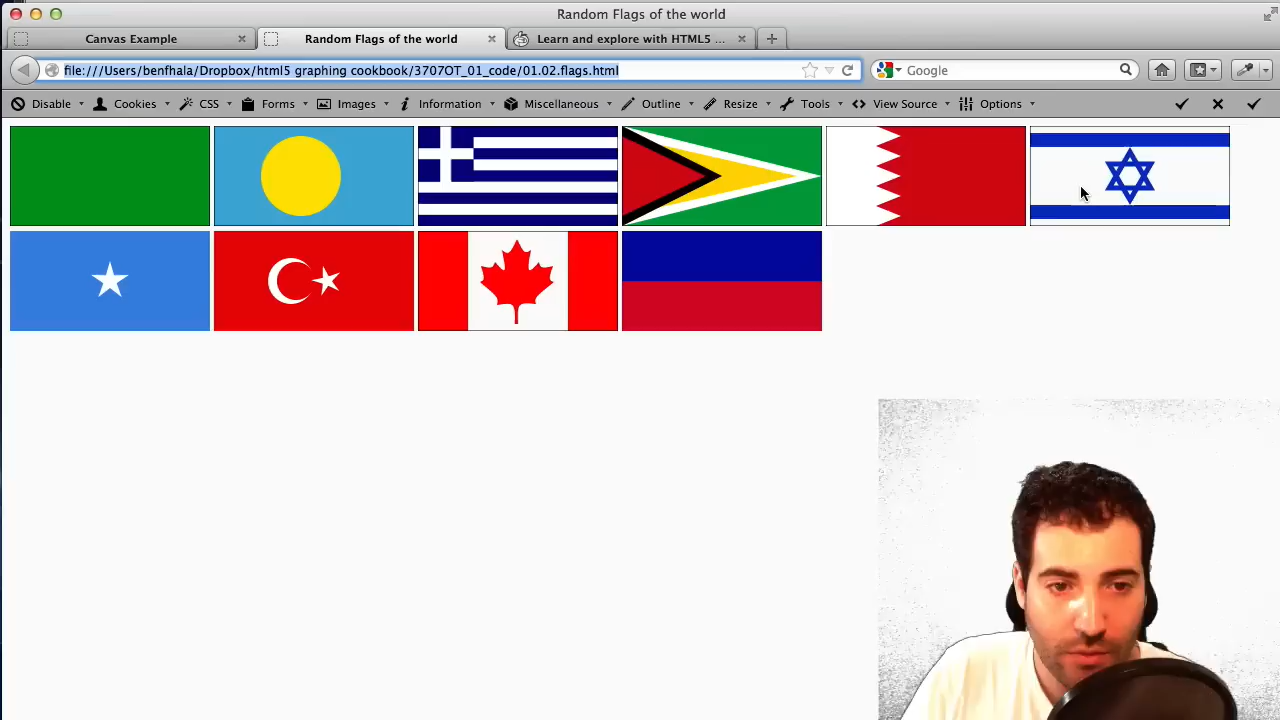 Random Flags of the world
Canvas Example
Random Flags of the world
Learn and explore with HTML5 ...
file:///Users/benfhala/Dropbox/html5 graphing cookbook/3707OT_01_code/01.02.flags.html
Google
Disable Cookies CSS Forms Images Information Miscellaneous Outline Resize Tools View Source Options